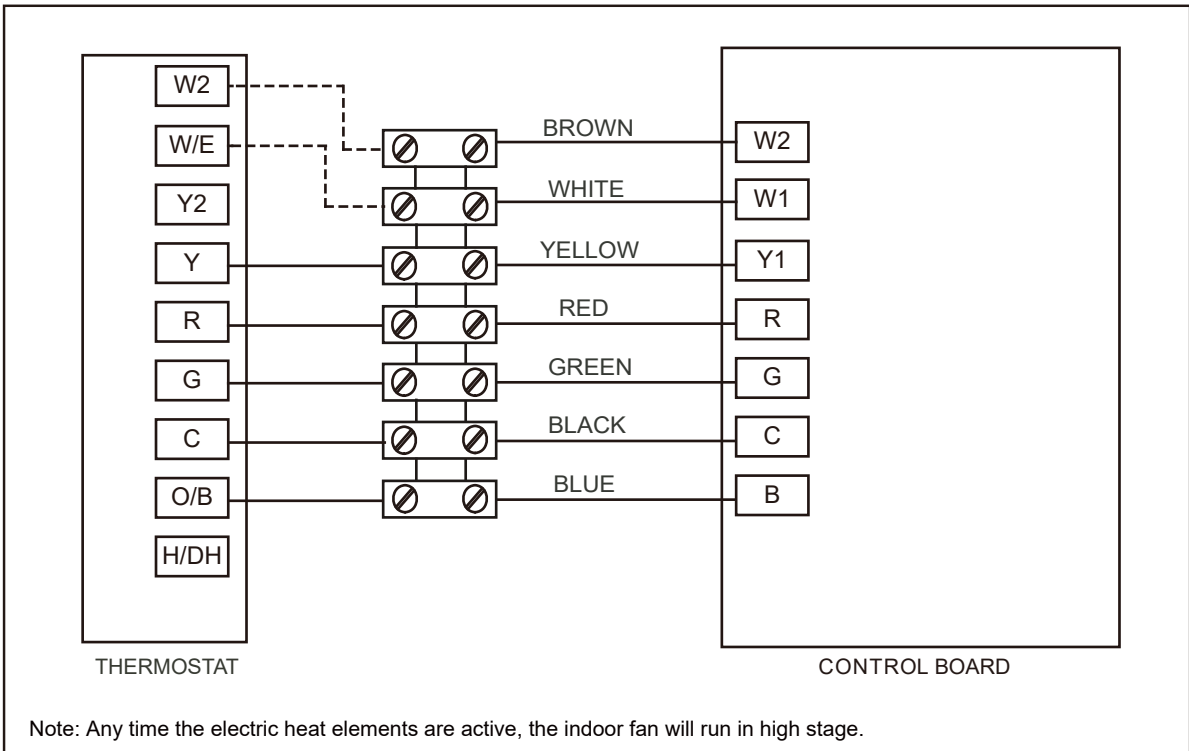 W2
W/E
Y2
Y
R
G
C
O/B
H/DH
THERMOSTAT
BROWN
WHITE
YELLOW
RED
GREEN
BLACK
BLUE
W2
W1
Y1
R
G
C
B
CONTROL BOARD
Note: Any time the electric heat elements are active, the indoor fan will run in high stage.